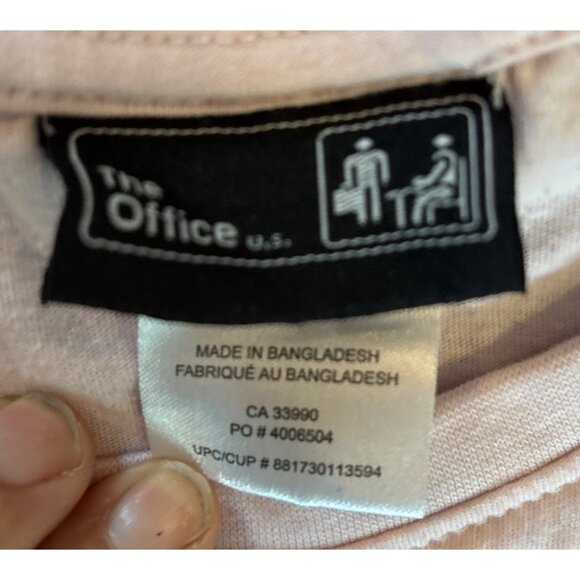 The
Office U.S.
MADE IN BANGLADESH
FABRIQUÉ AU BANGLADESH
CA 33990
PO # 4006504
UPC/CUP # 881730113594